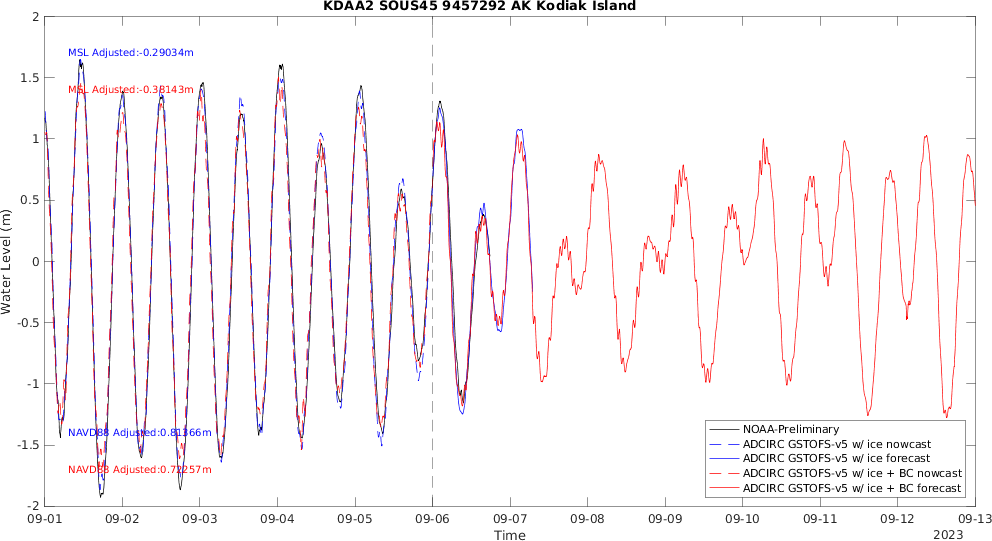 KDAA2 SOUS45 9457292 AK Kodiak Island
MSL Adjusted:-0.29034m
MSL Adjusted:-0.38143m
NAVD88 Adjusted:0.81366m
NAVD88 Adjusted:0.72257m
Water Level (m)
2
1.5
1
0.5
0
-0.5
-1
-1.5
-2
NOAA-Preliminary
ADCIRC GSTOFS-v5 w/ ice nowcast
ADCIRC GSTOFS-v5 w/ ice forecast
ADCIRC GSTOFS-v5 w/ ice + BC nowcast
ADCIRC GSTOFS-v5 w/ ice + BC forecast
09-01 09-02 09-03 09-04 09-05 09-06 09-07 09-08 09-09 09-10 09-11 09-12 09-13
Time
2023